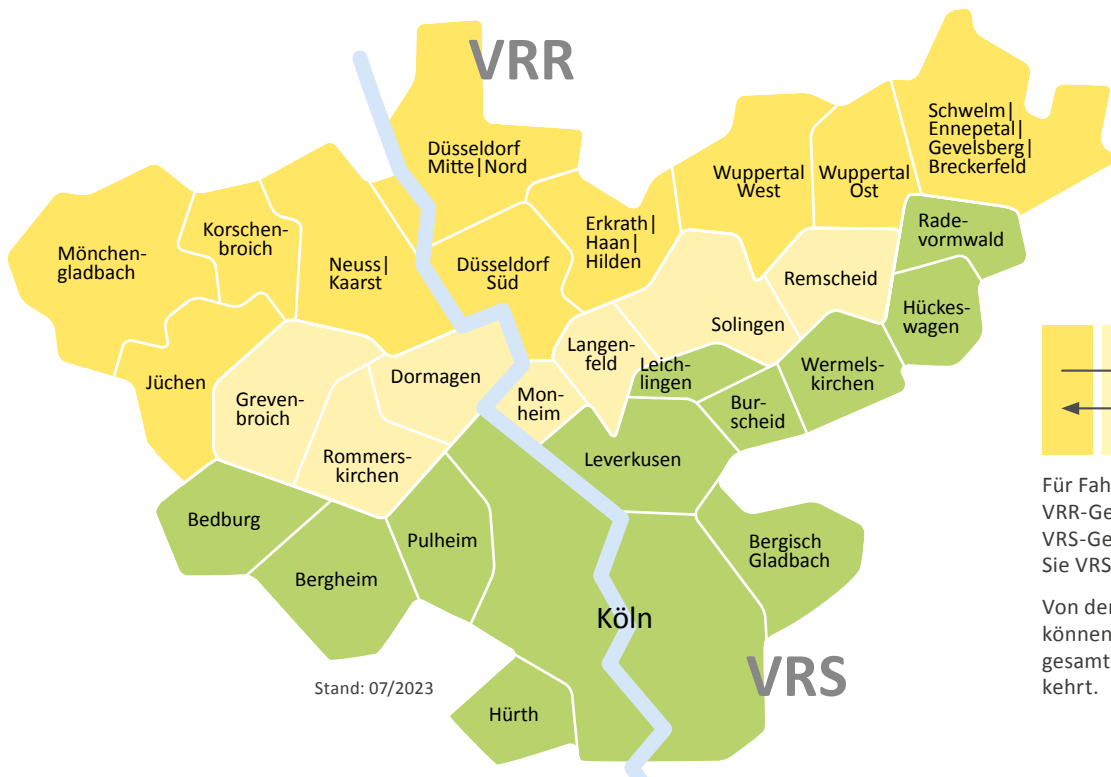 VRR
Schwelm|
Ennepetal|
Gevelsberg|
Breckerfeld
Düsseldorf
Mitte|Nord
Wuppertal
West
Wuppertal
Ost
Korschen-
broich
Erkrath|
Haan|
Hilden
Rade-
vormwald
Mönchen-
gladbach
Neuss|
Kaarst
Düsseldorf
Süd
Remscheid
Hückes-
wagen
Solingen
Langen-
feld
Leich-
lingen
Wermels-
kirchen
Jüchen
Dormagen
Greven-
broich
Mon-
heim
Bur-
scheid
Rommers-
kirchen
Leverkusen
Bedburg
Pulheim
Bergisch
Gladbach
Bergheim
Köln
VRS
Stand: 07/2023
Hürth
Für Fah
VRR-Ge
VRS-Ge
Sie VRS
Von der
können
gesamt
kehrt.